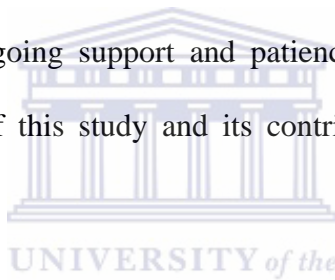 going support and patienc
f this study and its contri
UNIVERSITY of the